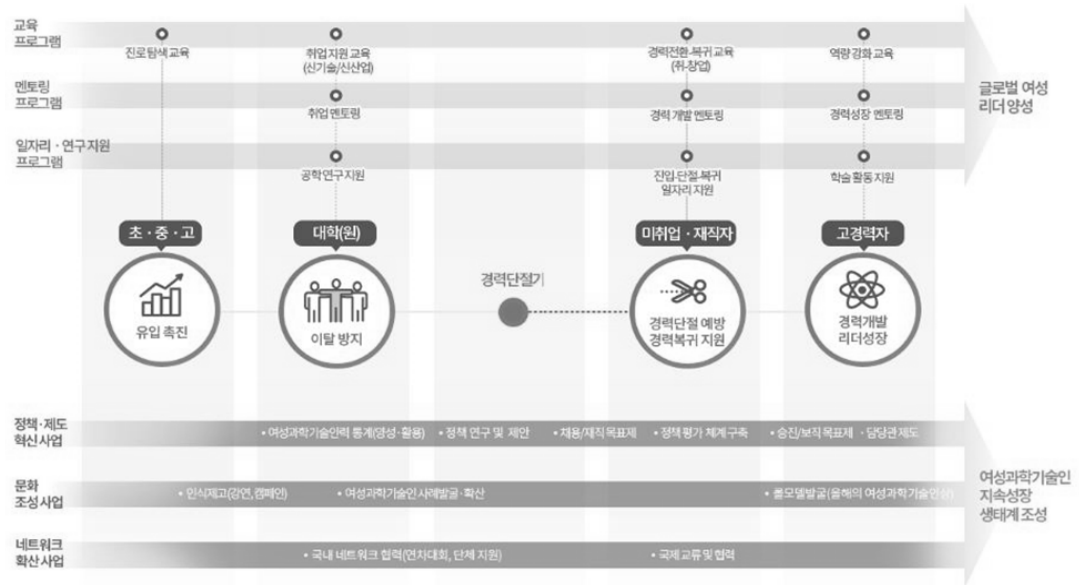 교육
프로그램
진로탐색교육
취업지원 교육
(신기술/신산업)
경력전환·복귀 교육
(취·창업)
역량강화교육
멘토링
프로그램
취업 멘토링
경력 개발 멘토링
경력성장 멘토링
글로벌 여성
리더 양성
일자리·연구지원
프로그램
공학연구지원
진입·단절·복귀
일자리 지원
학술활동지원
초·중·고
대학(원)
미취업·재직자
고경력자
경력단절기
유입 촉진
이탈 방지
경력단절 예방
경력복귀 지원
경력개발
리더성장
정책·제도
혁신사업
• 여성과학기술인력 통계(양성·활용)
• 정책 연구 및 제안
• 채용/재직목표제
• 정책평가 체계구축
• 승진/보직목표제
· 담당관제도
문화
조성사업
• 인식제고(강연,캠페인)
• 여성과학기술인사례발굴·확산
• 롤모델발굴(올해의 여성과학기술인상)
여성과학기술인
지속성장
생태계 조성
네트워크
확산사업
• 국내 네트워크 협력(연차대회, 단체 지원)
• 국제교류및협력